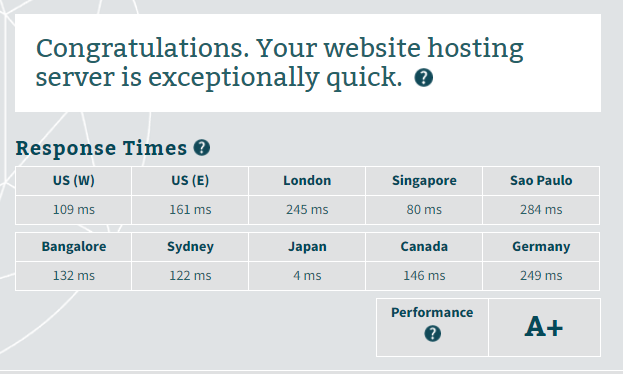 Congratulations. Your website hosting
server is exceptionally quick. ?
Response Times ?
US (W) US (E) London Singapore Sao Paulo
109 ms 161 ms 245 ms 80 ms 284 ms
Bangalore Sydney Japan Canada Germany
132 ms 122 ms 4 ms 146 ms 249 ms
Performance
? A+